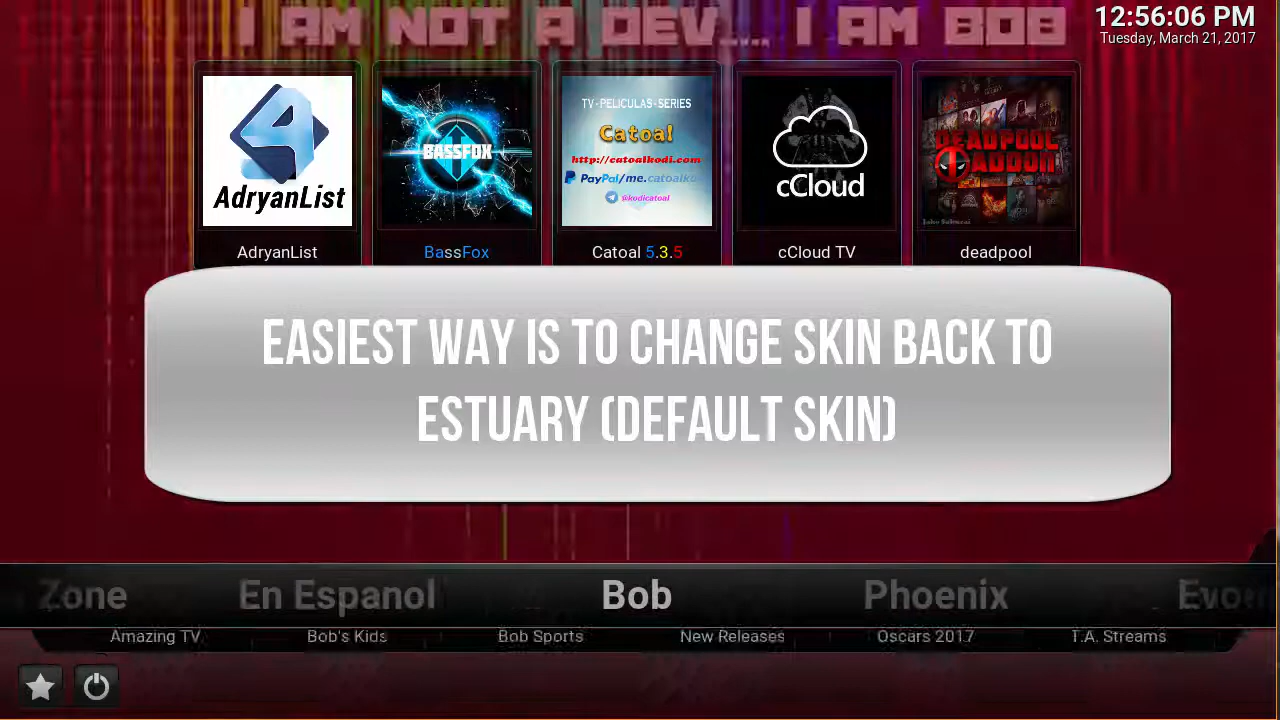 I AM NOT A DEV.... I AM BOB
12:56:06 PM
Tuesday, March 21, 2017
AdryanList
BASSFOX
TV-PELICULAS-SERIES
Catoal
http://catoalkodi.com
PayPal/me.catoalko
@kodicatoal
cCloud
DEADPOOL
ADDON
AdryanList
BassFox
Catoal 5.3.5
cCloud TV
deadpool
EASIEST WAY IS TO CHANGE SKIN BACK TO
ESTUARY (DEFAULT SKIN)
Zone
En Espanol
Bob
Phoenix
Amazing TV
Bob's Kids
Bob Sports
New Releases
Oscars 2017
T.A. Streams